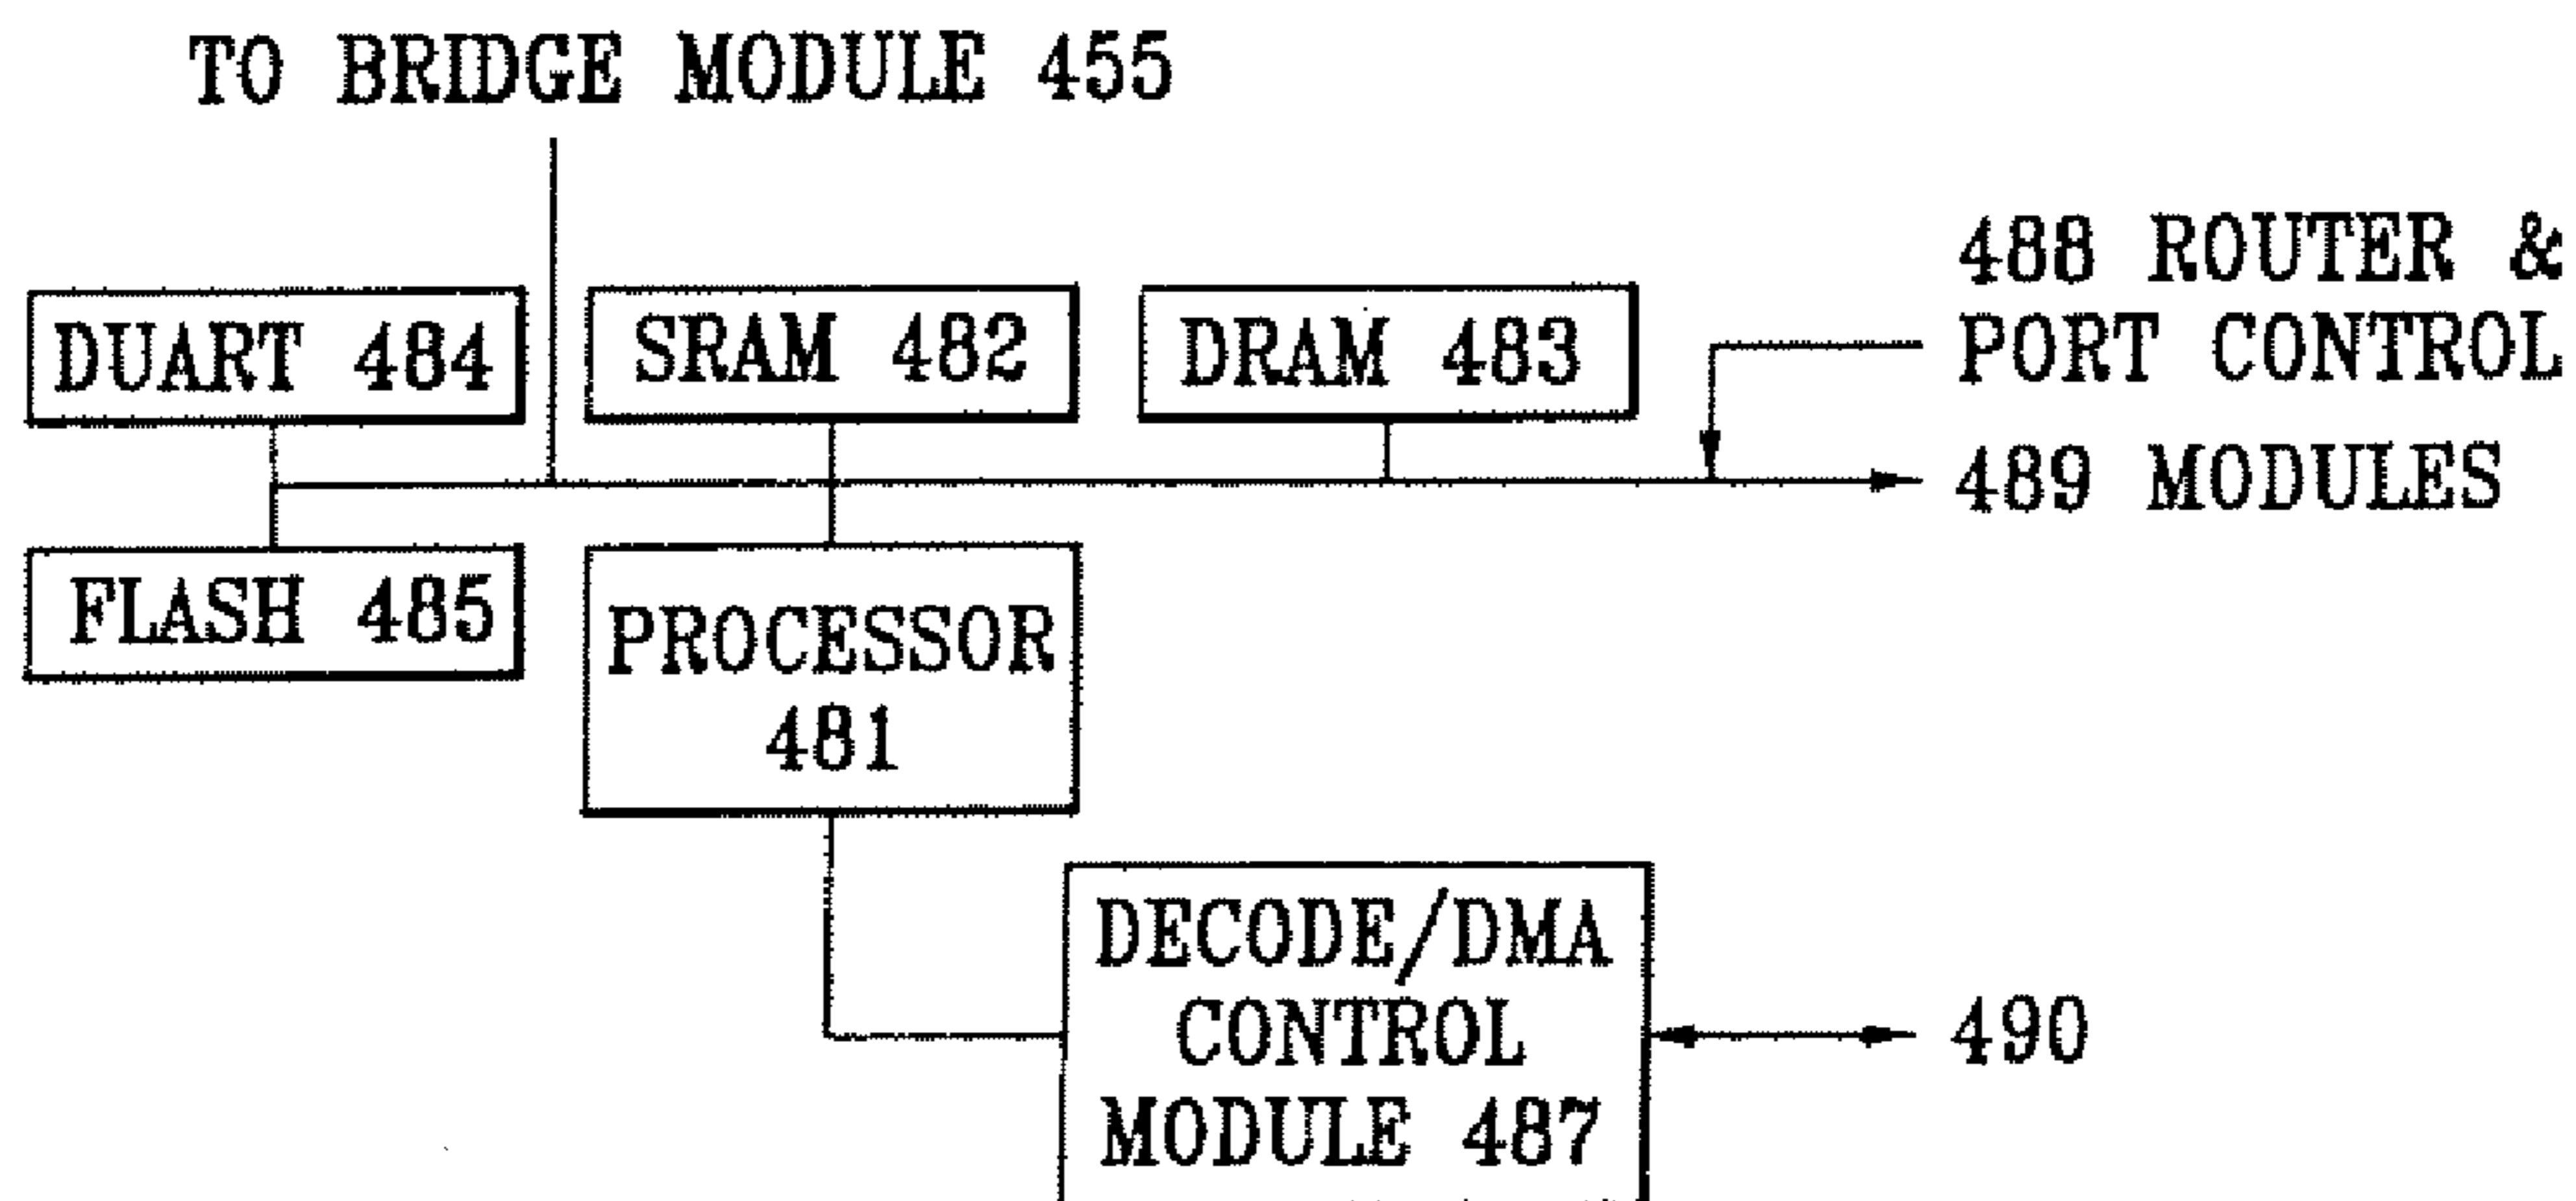 TO BRIDGE MODULE 455
DUART 484
SRAM 482
DRAM 483
488 ROUTER &
PORT CONTROL
489 MODULES
FLASH 485
PROCESSOR
481
DECODE/DMA
CONTROL
MODULE 487
490